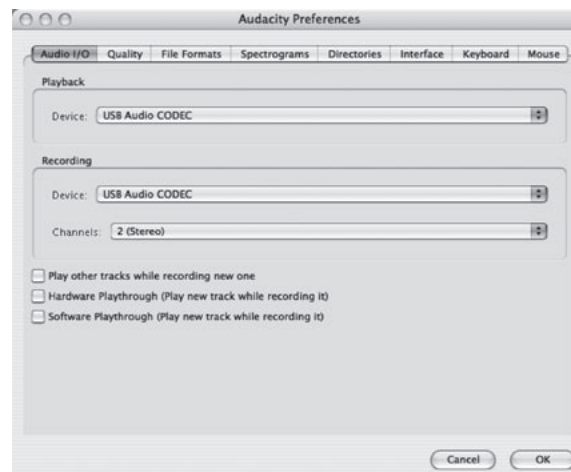 Audacity Preferences
Audio I/O Quality File Formats Spectrograms Directories Interface Keyboard Mouse
Playback
Device: USB Audio CODEC
Recording
Device: USB Audio CODEC
Channels: 2 (Stereo)
Play other tracks while recording new one
Hardware Playthrough (Play new track while recording it)
Software Playthrough (Play new track while recording it)
Cancel OK